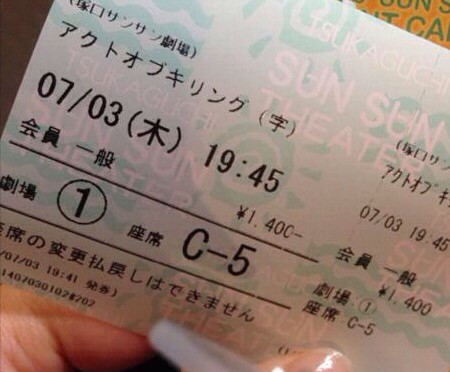 (塚口サンサン劇場)
アクトオブキリング(字)
07/03(木) 19:45
会員 一般
¥1,400-
劇場 ① 座席 C-5
座席の変更払戻しはできません
/07/03 19:41 発券)
(塚口サン
アクトオブキ
07/03 19:45
会員 一般
¥1,400
劇場 ①
座席 C-5
TSUKAGUCHI
SUN SUN
THEATER